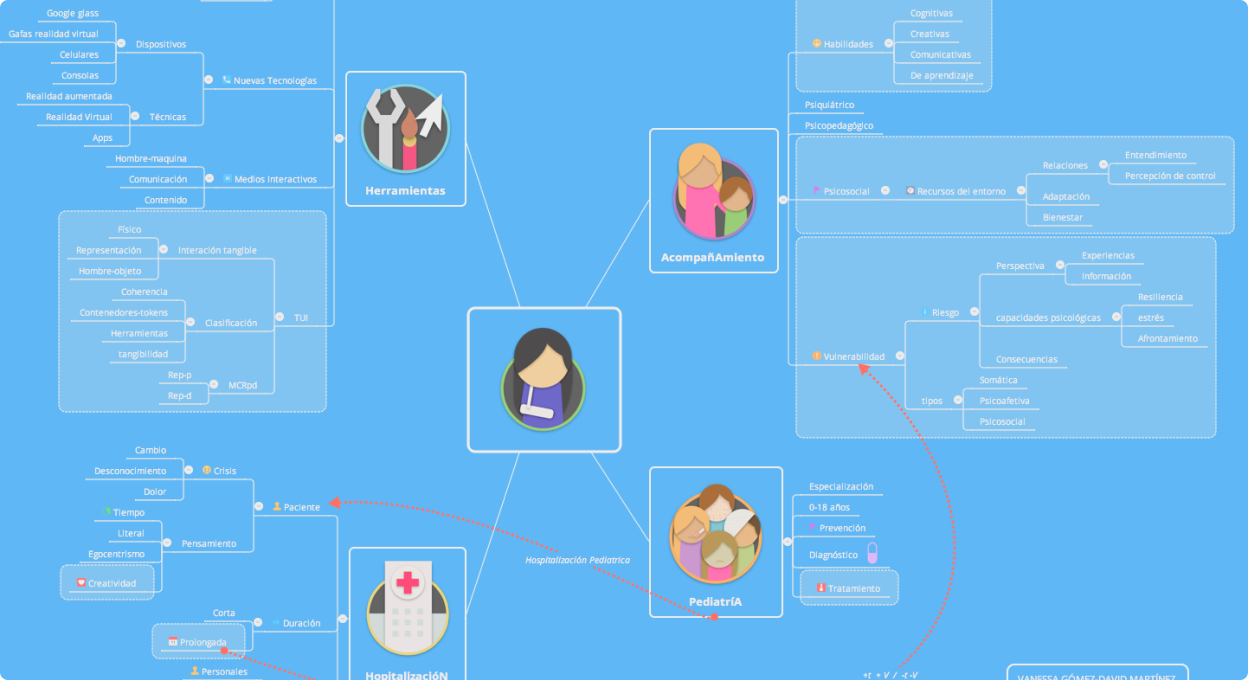 Google glass
Gafas realidad virtual
Celulares
Consolas
Dispositivos
Realidad aumentada
Realidad Virtual
Apps
Técnicas
Nuevas Tecnologías
Hombre-maquina
Comunicación
Contenido
Medios Interactivos
Físico
Representación
Hombre-objeto
Interación tangible
Coherencia
Contenedores-tokens
Herramientas
tangibilidad
Clasificación
Rep-p
Rep-d
MCRpd
TUI
Herramientas
Cognitivas
Creativas
Comunicativas
De aprendizaje
Habilidades
Psiquiátrico
Psicopedagógico
Psicosocial
Recursos del entorno
Relaciones
Entendimiento
Percepción de control
Adaptación
Bienestar
AcompañAmiento
Vulnerabilidad
Riesgo
Perspectiva
Experiencias
Información
capacidades psicológicas
Resiliencia
estrés
Afrontamiento
Consecuencias
tipos
Somática
Psicoafetiva
Psicosocial
Cambio
Desconocimiento
Dolor
Crisis
Paciente
Tiempo
Literal
Egocentrismo
Creatividad
Pensamiento
Corta
Prolongada
Duración
Personales
HopitalizacióN
Hospitalización Pediatrica
PediatríA
Especialización
0-18 años
Prevención
Diagnóstico
Tratamiento
+t +V / -t -V
VANESSA GÓMEZ-DAVID MARTÍNEZ